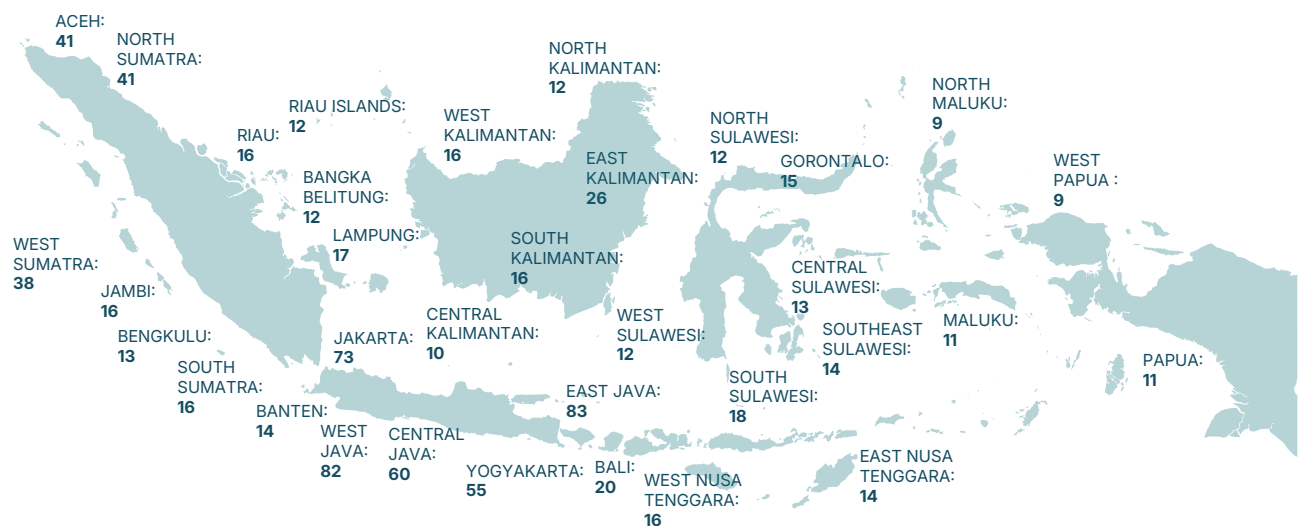 ACEH:
41
NORTH
SUMATRA:
41
RIAU ISLANDS:
12
RIAU:
16
BANGKA
BELITUNG:
12
LAMPUNG:
17
WEST
SUMATRA:
38
JAMBI:
16
BENGKULU:
13
SOUTH
SUMATRA:
16
BANTEN:
14
JAKARTA:
73
WEST
JAVA:
82
CENTRAL
JAVA:
60
YOGYAKARTA:
55
EAST JAVA:
83
BALI:
20
WEST NUSA
TENGGARA:
16
EAST NUSA
TENGGARA:
14
NORTH
KALIMANTAN:
12
WEST
KALIMANTAN:
16
EAST
KALIMANTAN:
26
SOUTH
KALIMANTAN:
16
CENTRAL
KALIMANTAN:
10
NORTH
SULAWESI:
12
GORONTALO:
15
CENTRAL
SULAWESI:
13
WEST
SULAWESI:
12
SOUTHEAST
SULAWESI:
14
SOUTH
SULAWESI:
18
NORTH
MALUKU:
9
MALUKU:
11
WEST
PAPUA :
9
PAPUA:
11